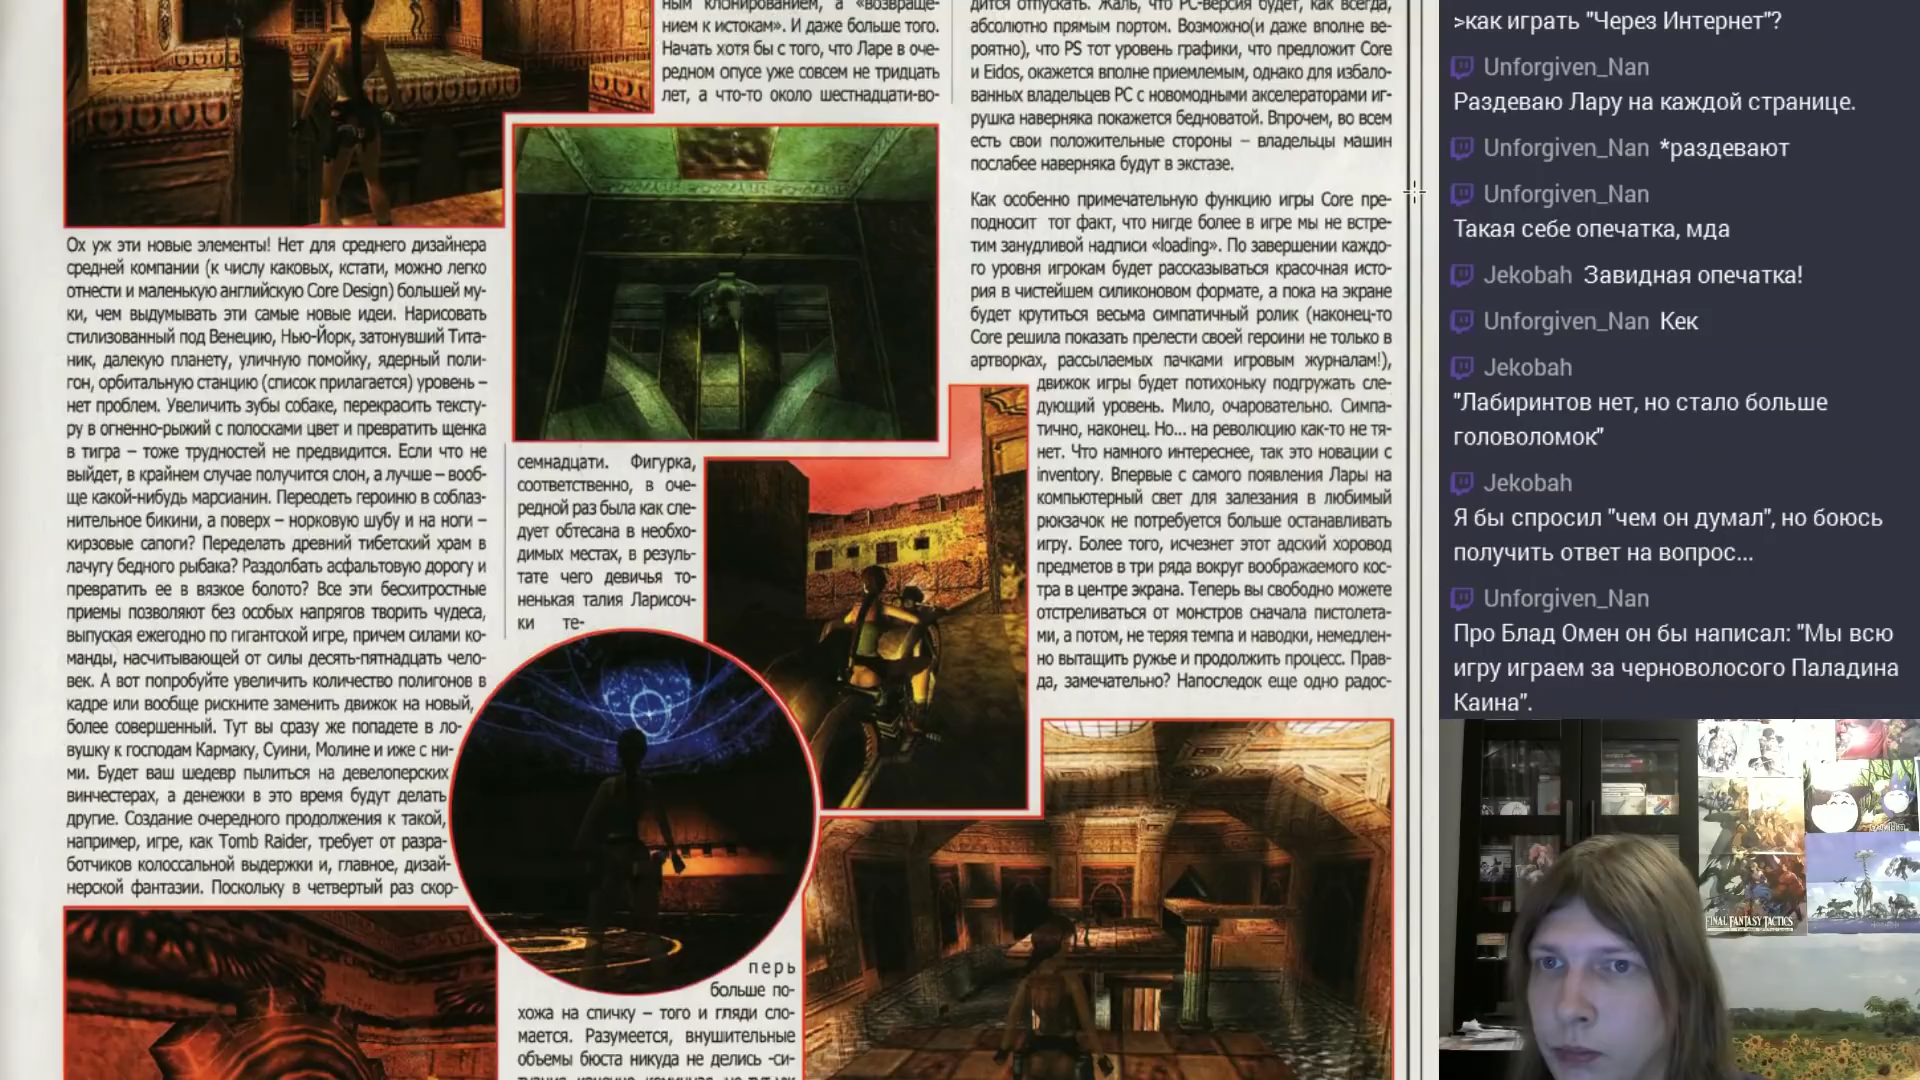 Ох уж эти новые элементы! Нет для среднего дизайнера
средней компании (к числу каковых, кстати, можно легко
отнести и маленькую английскую Core Design) большей му-
ки, чем выдумывать эти самые новые идеи. Нарисовать
стилизованный под Венецию, Нью-Йорк, затонувший Тита-
ник, далекую планету, уличную помойку, ядерный поли-
гон, орбитальную станцию (список прилагается) уровень –
нет проблем. Увеличить зубы собаке, перекрасить тексту-
ру в огненно-рыжий с полосками цвет и превратить щенка
в тигра – тоже трудностей не предвидится. Если что не
выйдет, в крайнем случае получится слон, а лучше – вооб-
ще какой-нибудь марсианин. Переодеть героиню в соблаз-
нительное бикини, а поверх – норковую шубу и на ноги –
кирзовые сапоги? Переделать древний тибетский храм в
лачугу бедного рыбака? Раздолбать асфальтовую дорогу и
превратить ее в вязкое болото? Все эти бесхитростные
приемы позволяют без особых напрягов творить чудеса,
выпуская ежегодно по гигантской игре, причем силами ко-
манды, насчитывающей от силы десять-пятнадцать чело-
век. А вот попробуйте увеличить количество полигонов в
кадре или вообще рискните заменить движок на новый,
более совершенный. Тут вы сразу же попадете в ло-
вушку к господам Кармаку, Суини, Молине и иже с ни-
ми. Будет ваш шедевр пылиться на девелоперских
винчестерах, а денежки в это время будут делать
другие. Создание очередного продолжения к такой,
например, игре, как Tomb Raider, требует от разра-
ботчиков колоссальной выдержки и, главное, дизай-
нерской фантазии. Поскольку в четвертый раз скор-
ным клонированием, а «возвраще-
нием к истокам». И даже больше того.
Начать хотя бы с того, что Ларе в оче-
редном опусе уже совсем не тридцать
лет, а что-то около шестнадцати-во-
семнадцати. Фигурка,
соответственно, в оче-
редной раз была как сле-
дует обтесана в необхо-
димых местах, в резуль-
тате чего девичья то-
ненькая талия Ларисоч-
ки те-
перь
больше по-
хожа на спичку – того и гляди сло-
мается. Разумеется, внушительные
объемы бюста никуда не делись -си-
дится отпускать. Жаль, что PC-версия будет, как всегда,
абсолютно прямым портом. Возможно(и даже вполне ве-
роятно), что PS тот уровень графики, что предложит Core
и Eidos, окажется вполне приемлемым, однако для избало-
ванных владельцев PC с новомодными акселераторами иг-
рушка наверняка покажется бедноватой. Впрочем, во всем
есть свои положительные стороны – владельцы машин
послабее наверняка будут в экстазе.
Как особенно примечательную функцию игры Core пре-
подносит тот факт, что нигде более в игре мы не встре-
тим занудливой надписи «loading». По завершении каждо-
го уровня игрокам будет рассказываться красочная исто-
рия в чистейшем силиконовом формате, а пока на экране
будет крутиться весьма симпатичный ролик (наконец-то
Core решила показать прелести своей героини не только в
артворках, рассылаемых пачками игровым журналам!),
движок игры будет потихоньку подгружать сле-
дующий уровень. Мило, очаровательно. Симпа-
тично, наконец. Но... на революцию как-то не тя-
нет. Что намного интереснее, так это новации с
inventory. Впервые с самого появления Лары на
компьютерный свет для залезания в любимый
рюкзачок не потребуется больше останавливать
игру. Более того, исчезнет этот адский хоровод
предметов в три ряда вокруг воображаемого кос-
тра в центре экрана. Теперь вы свободно можете
отстреливаться от монстров сначала пистолета-
ми, а потом, не теряя темпа и наводки, немедлен-
но вытащить ружье и продолжить процесс. Прав-
да, замечательно? Напоследок еще одно радос-
>как играть "Через Интернет"?
Unforgiven_Nan
Раздеваю Лару на каждой странице.
Unforgiven_Nan *раздевают
Unforgiven_Nan
Такая себе опечатка, мда
Jekobah Завидная опечатка!
Unforgiven_Nan Кек
Jekobah
"Лабиринтов нет, но стало больше
головоломок"
Jekobah
Я бы спросил "чем он думал", но боюсь
получить ответ на вопрос...
Unforgiven_Nan
Про Блад Омен он бы написал: "Мы всю
игру играем за черноволосого Паладина
Каина".
FINAL FANTASY TACTICS